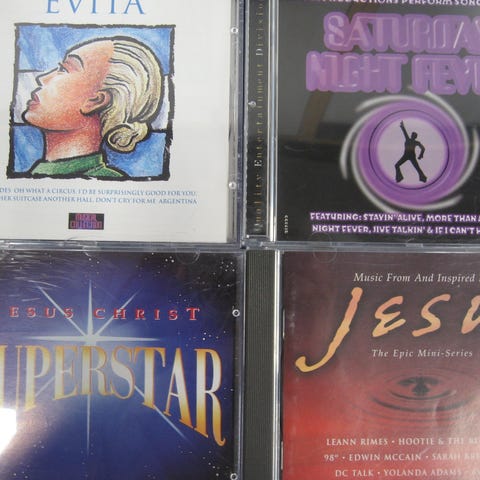 EVITA
DES OH WHAT A CIRCUS, I'D BE SURPRISINGLY GOOD FOR YOU,
HER SUITCASE ANOTHER HALL, DON'T CRY FOR ME ARGENTINA
MUSICAL
COLLECTION
Quality Entertainment Division
PERFORM SONG
SATURDAY
NIGHT FEVE
FEATURING: STAYIN' ALIVE, MORE THAN A
NIGHT FEVER, JIVE TALKIN' & IF I CAN'T H
ESUS CHRIST
UPERSTAR
Music From And Inspired
JESU
The Epic Mini-Series
LEANN RIMES • HOOTIE & THE BL
98° • EDWIN MCCAIN • SARAH BRI
DC TALK • YOLANDA ADAMS •